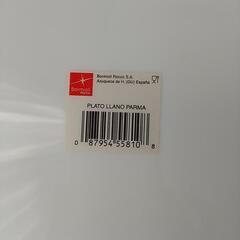 Bormioli
Rocco
Bormioli Rocco S.A.
Azuqueca de H. (GU) España
PLATO LLANO PARMA
0 87954 55810 8